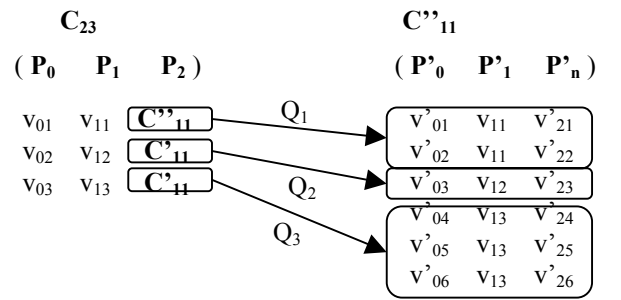 C₂₃ C’’₁₁
( P₀ P₁ P₂ ) ( P’₀ P’₁ P’ₙ )
v₀₁ v₁₁ C’’₁₁ Q₁ v’₀₁ v₁₁ v’₂₁
v₀₂ v₁₂ C’₁₁ v’₀₂ v₁₁ v’₂₂
v₀₃ v₁₃ C’₁₁ Q₂ v’₀₃ v₁₂ v’₂₃
v’₀₄ v₁₃ v’₂₄
Q₃ v’₀₅ v₁₃ v’₂₅
v’₀₆ v₁₃ v’₂₆